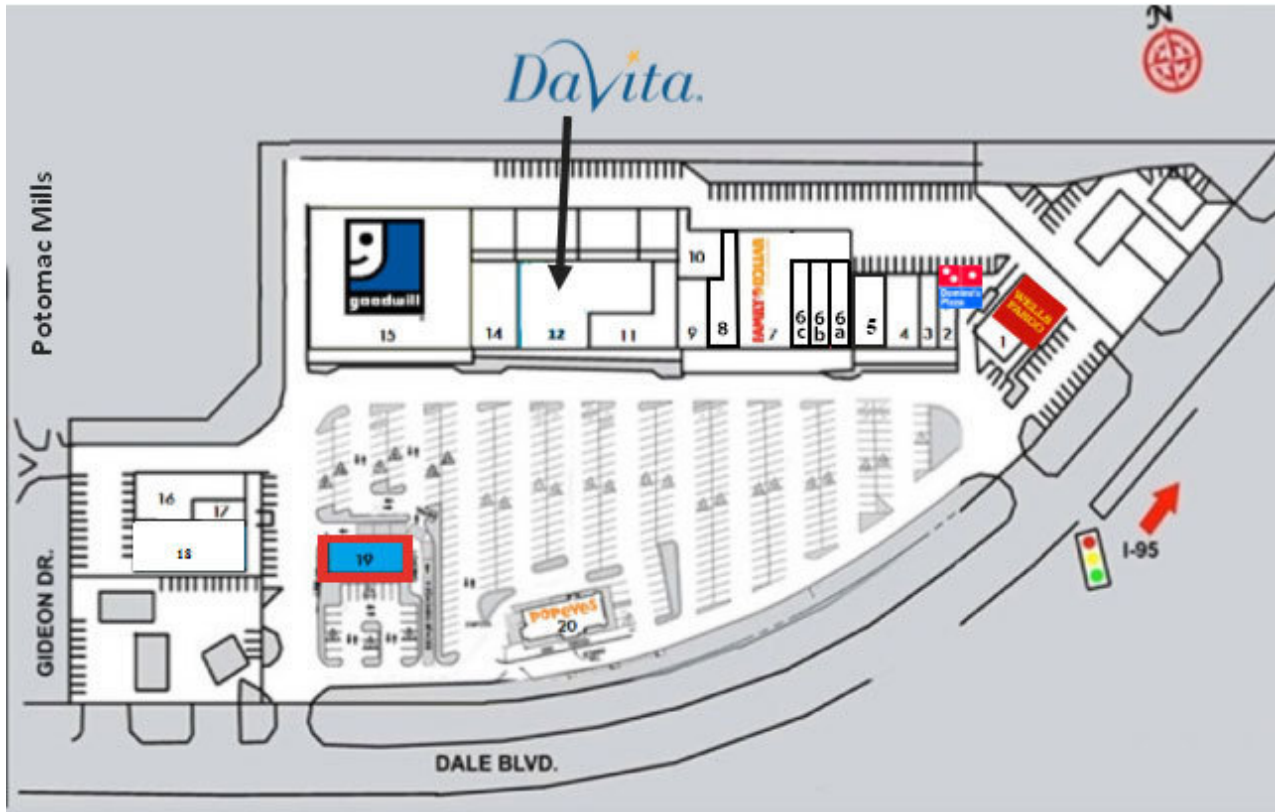 N
DaVita.
Potomac Mills
goodwill
10
FAMILY DOLLAR
Domino's
Pizza
WELLS
FARGO
15
14
12
11
9
8
7
6c
6b
6a
5
4
3
2
1
16
17
18
19
I-95
POPEYES
20
GIDEON DR.
DALE BLVD.